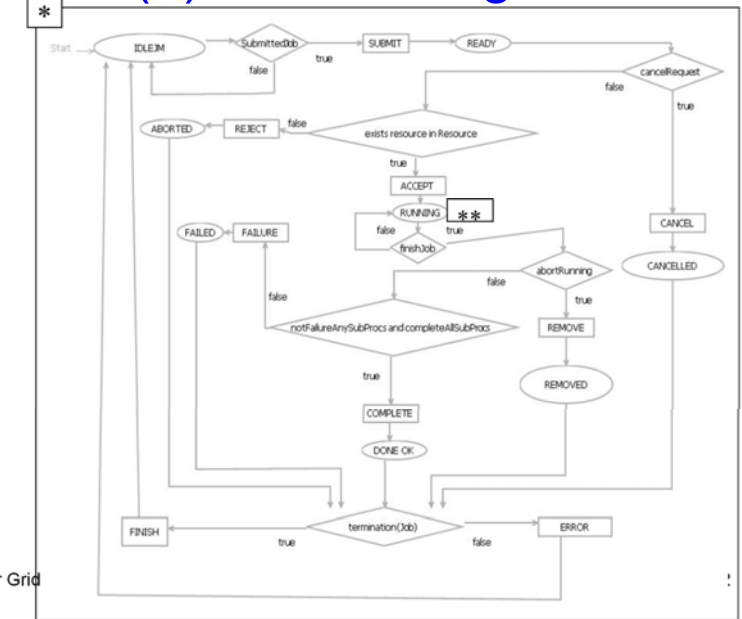 *
Start
IDLEJM
SubmittedJob
true
false
SUBMIT
READY
cancelRequest
false
true
exists resource in Resource
false
REJECT
ABORTED
true
ACCEPT
RUNNING
**
false
true
finishJob
CANCEL
CANCELLED
FAILED
FAILURE
abortRunning
false
true
false
notFailureAnySubProcs and completeAllSubProcs
REMOVE
REMOVED
true
COMPLETE
DONE OK
termination(Job)
true
false
FINISH
ERROR
Grid